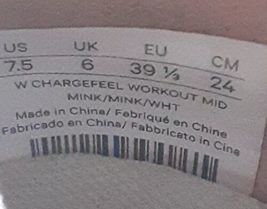 US UK EU CM
7.5 6 39 ⅓ 24
W CHARGEFEEL WORKOUT MID
MINK/MINK/WHT
Made in China/ Fabriqué en Chine
Fabricado en China/ Fabbricato in Cina